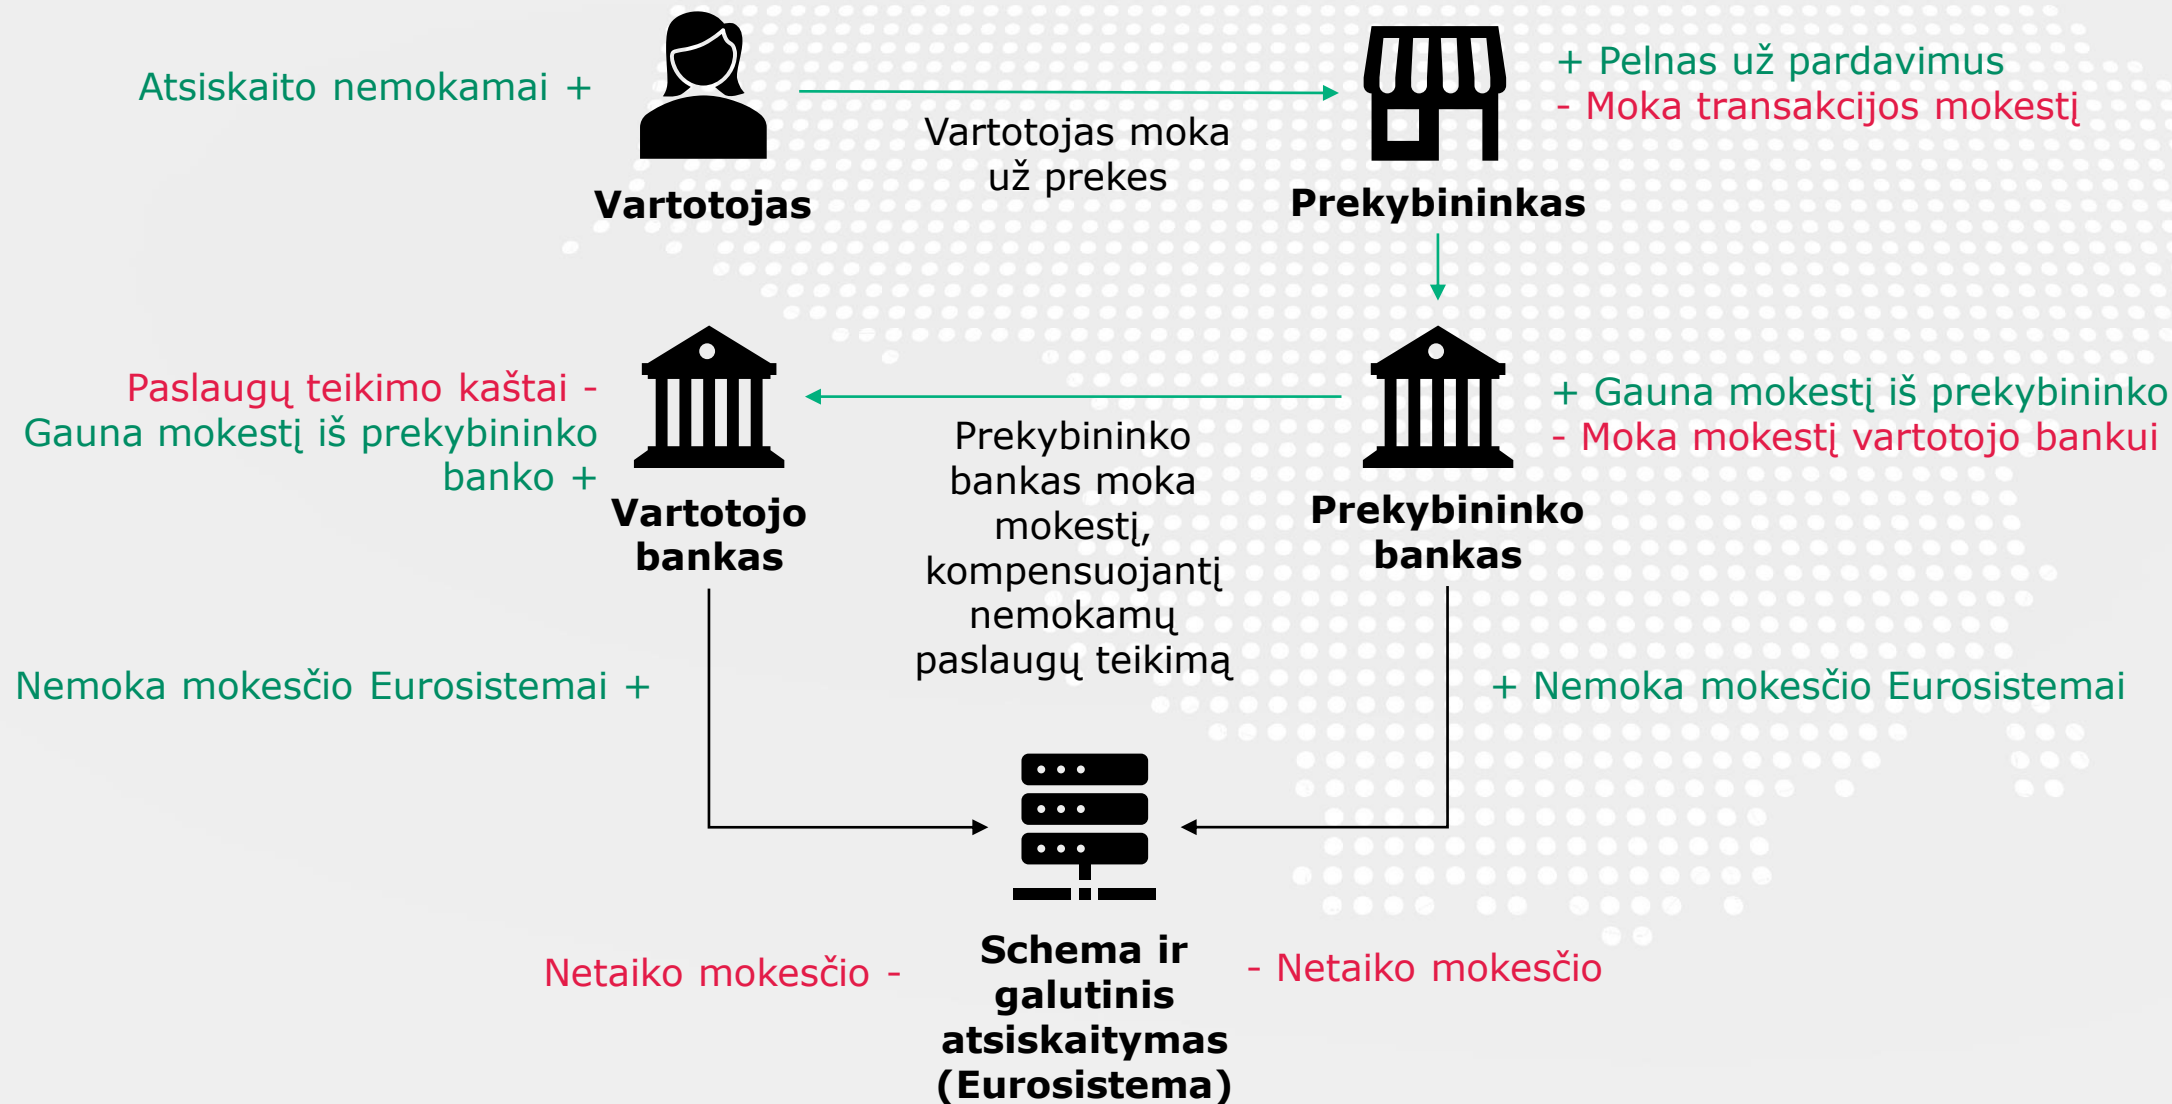 Atsiskaito nemokamai +
Vartotojas moka
už prekes
+ Pelnas už pardavimus
- Moka transakcijos mokestį
Vartotojas
Prekybininkas
Paslaugų teikimo kaštai -
Gauna mokestį iš prekybininko
banko +
Vartotojo
bankas
Prekybininko
bankas moka
mokestį,
kompensuojantį
nemokamų
paslaugų teikimą
Prekybininko
bankas
+ Gauna mokestį iš prekybininko
- Moka mokestį vartotojo bankui
Nemoka mokesčio Eurosistemai +
+ Nemoka mokesčio Eurosistemai
Netaiko mokesčio -
Schema ir
galutinis
atsiskaitymas
(Eurosistema)
- Netaiko mokesčio